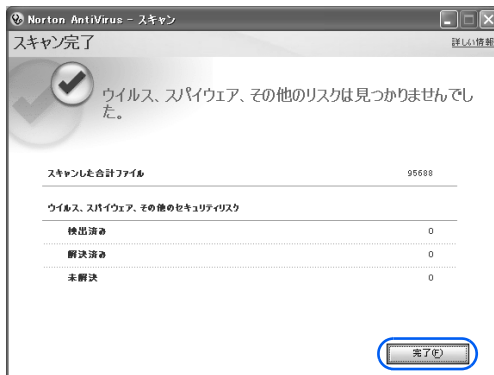 Norton AntiVirus - スキャン
スキャン完了
詳しい情報
ウイルス、スパイウェア、その他のリスクは見つかりませんでし
た。
スキャンした合計ファイル 95688
ウイルス、スパイウェア、その他のセキュリティリスク
検出済み 0
解決済み 0
未解決 0
完了(F)